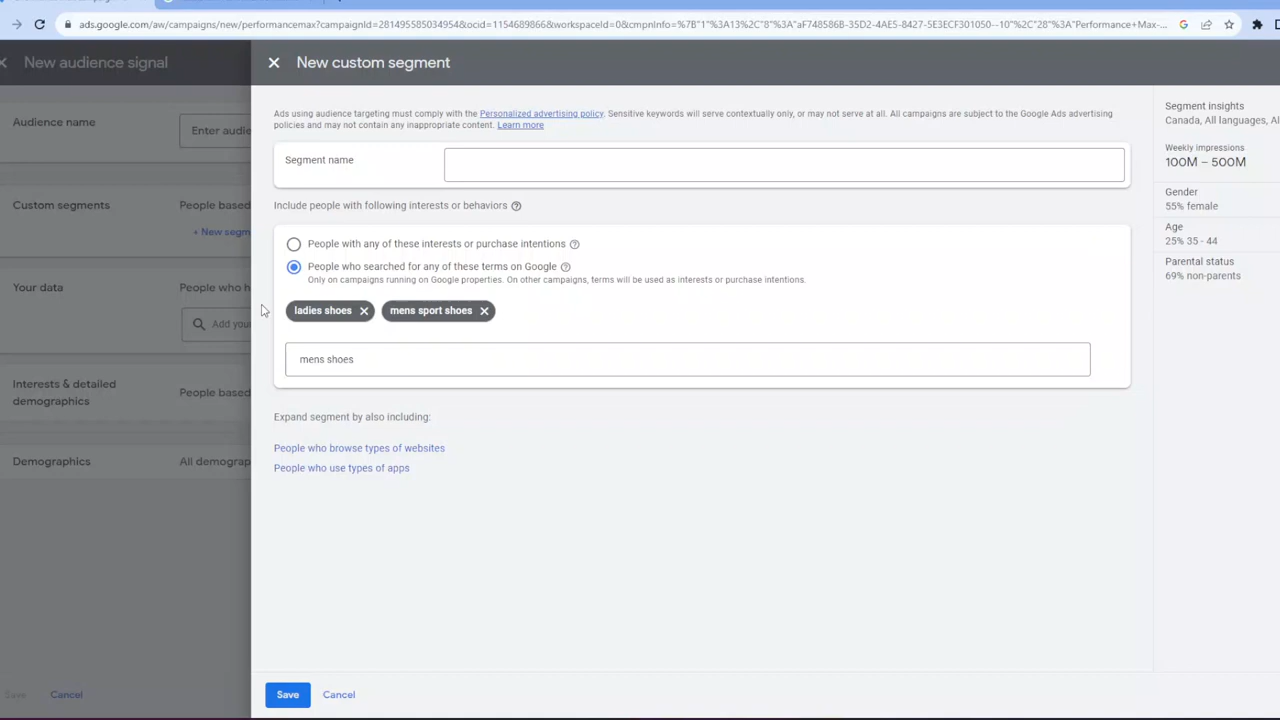 ads.google.com/aw/campaigns/new/performancemax?campaignId=281495585034954&ocid=1154689866&workspaceId=0&cmpnInfo=%7B"1"%3A13%2C"8"%3A"aF748586B-35D2-4AE5-8427-5E3ECF301050--10"%2C"28"%3A"Performance+Max-...
New audience signal
New custom segment
Ads using audience targeting must comply with the Personalized advertising policy. Sensitive keywords will serve contextually only, or may not serve at all. All campaigns are subject to the Google Ads advertising
policies and may not contain any inappropriate content. Learn more
Segment insights
Canada, All languages, Al
Audience name
Enter audie
Segment name
Weekly impressions
100M – 500M
Custom segments
People based
+ New segm
Include people with following interests or behaviors
Gender
55% female
People with any of these interests or purchase intentions
Age
25% 35 - 44
People who searched for any of these terms on Google
Only on campaigns running on Google properties. On other campaigns, terms will be used as interests or purchase intentions.
Parental status
69% non-parents
Your data
People who h
Add your
ladies shoes
mens sport shoes
mens shoes
Interests & detailed
demographics
People based
Expand segment by also including:
People who browse types of websites
People who use types of apps
Demographics
All demograp
Save
Cancel
Save
Cancel